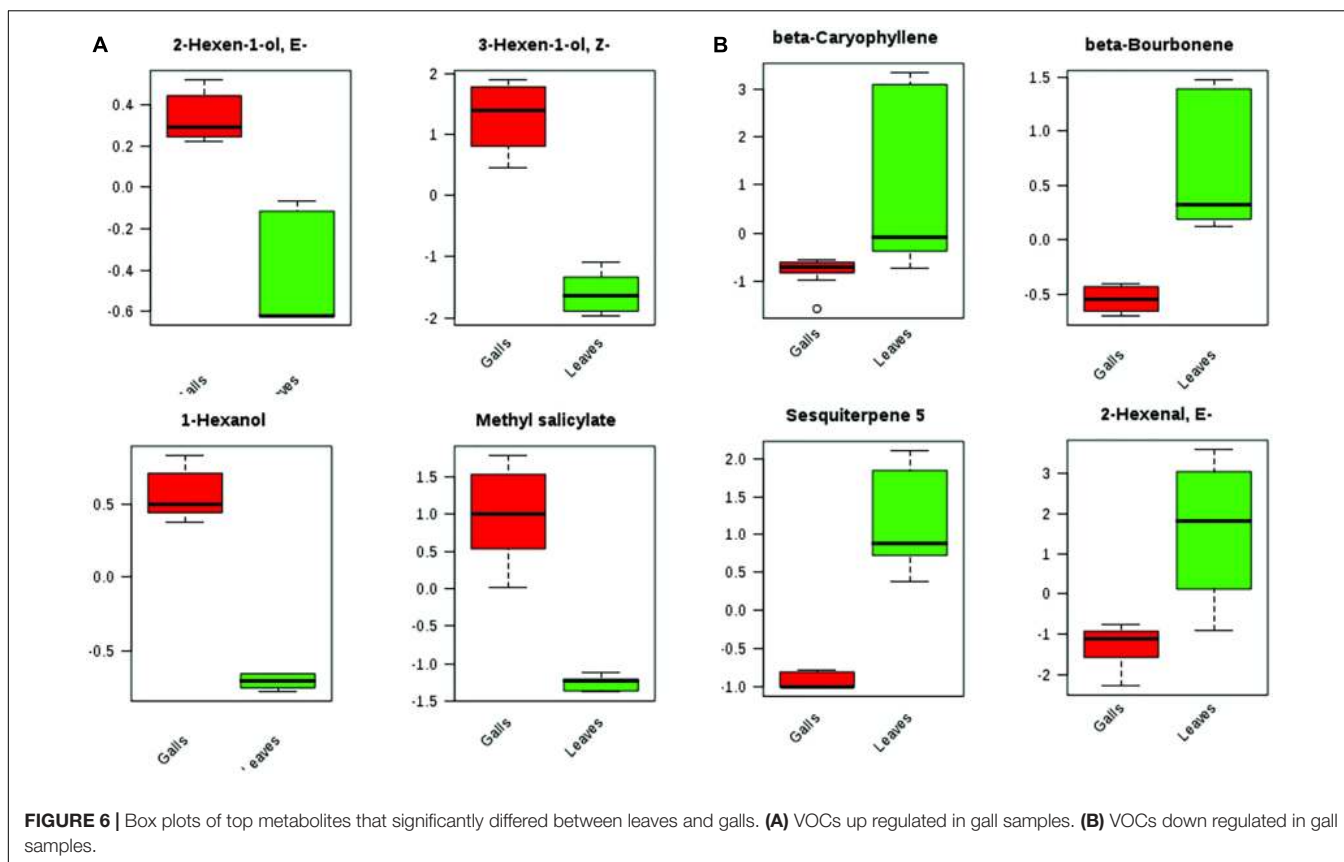 A
2-Hexen-1-ol, E-
0.4
0.2
0.0
-0.2
-0.4
-0.6
alls
ves
3-Hexen-1-ol, Z-
2
1
0
-1
-2
Galls
Leaves
B
beta-Caryophyllene
3
2
1
0
-1
Galls
Leaves
beta-Bourbonene
1.5
1.0
0.5
0.0
-0.5
Galls
Leaves
1-Hexanol
0.5
0.0
-0.5
Galls
Leaves
Methyl salicylate
1.5
1.0
0.5
0.0
-0.5
-1.0
-1.5
Galls
Leaves
Sesquiterpene 5
2.0
1.5
1.0
0.5
0.0
-0.5
-1.0
Galls
Leaves
2-Hexenal, E-
3
2
1
0
-1
-2
Galls
Leaves
FIGURE 6 | Box plots of top metabolites that significantly differed between leaves and galls. (A) VOCs up regulated in gall samples. (B) VOCs down regulated in gall
samples.